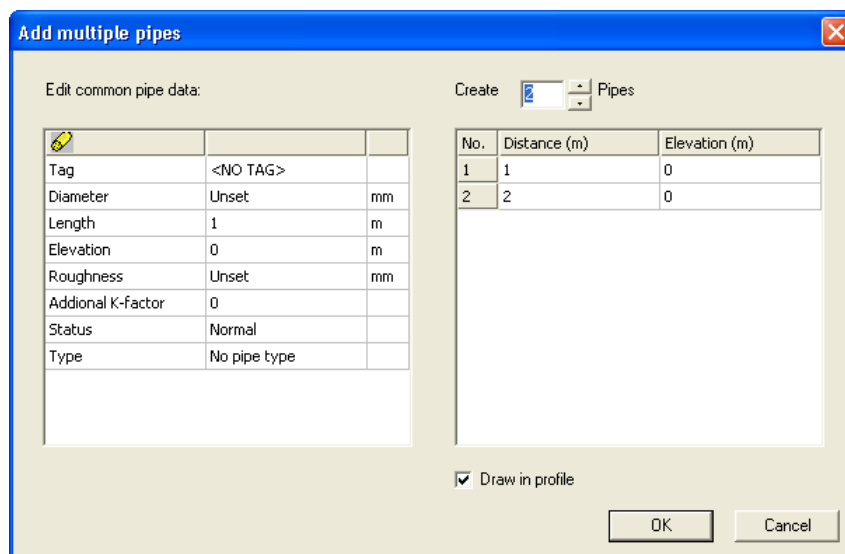 Add multiple pipes
Edit common pipe data:
Create 2 Pipes
Tag <NO TAG>
Diameter Unset mm
Length 1 m
Elevation 0 m
Roughness Unset mm
Addional K-factor 0
Status Normal
Type No pipe type
No. Distance (m) Elevation (m)
1 1 0
2 2 0
Draw in profile
OK Cancel